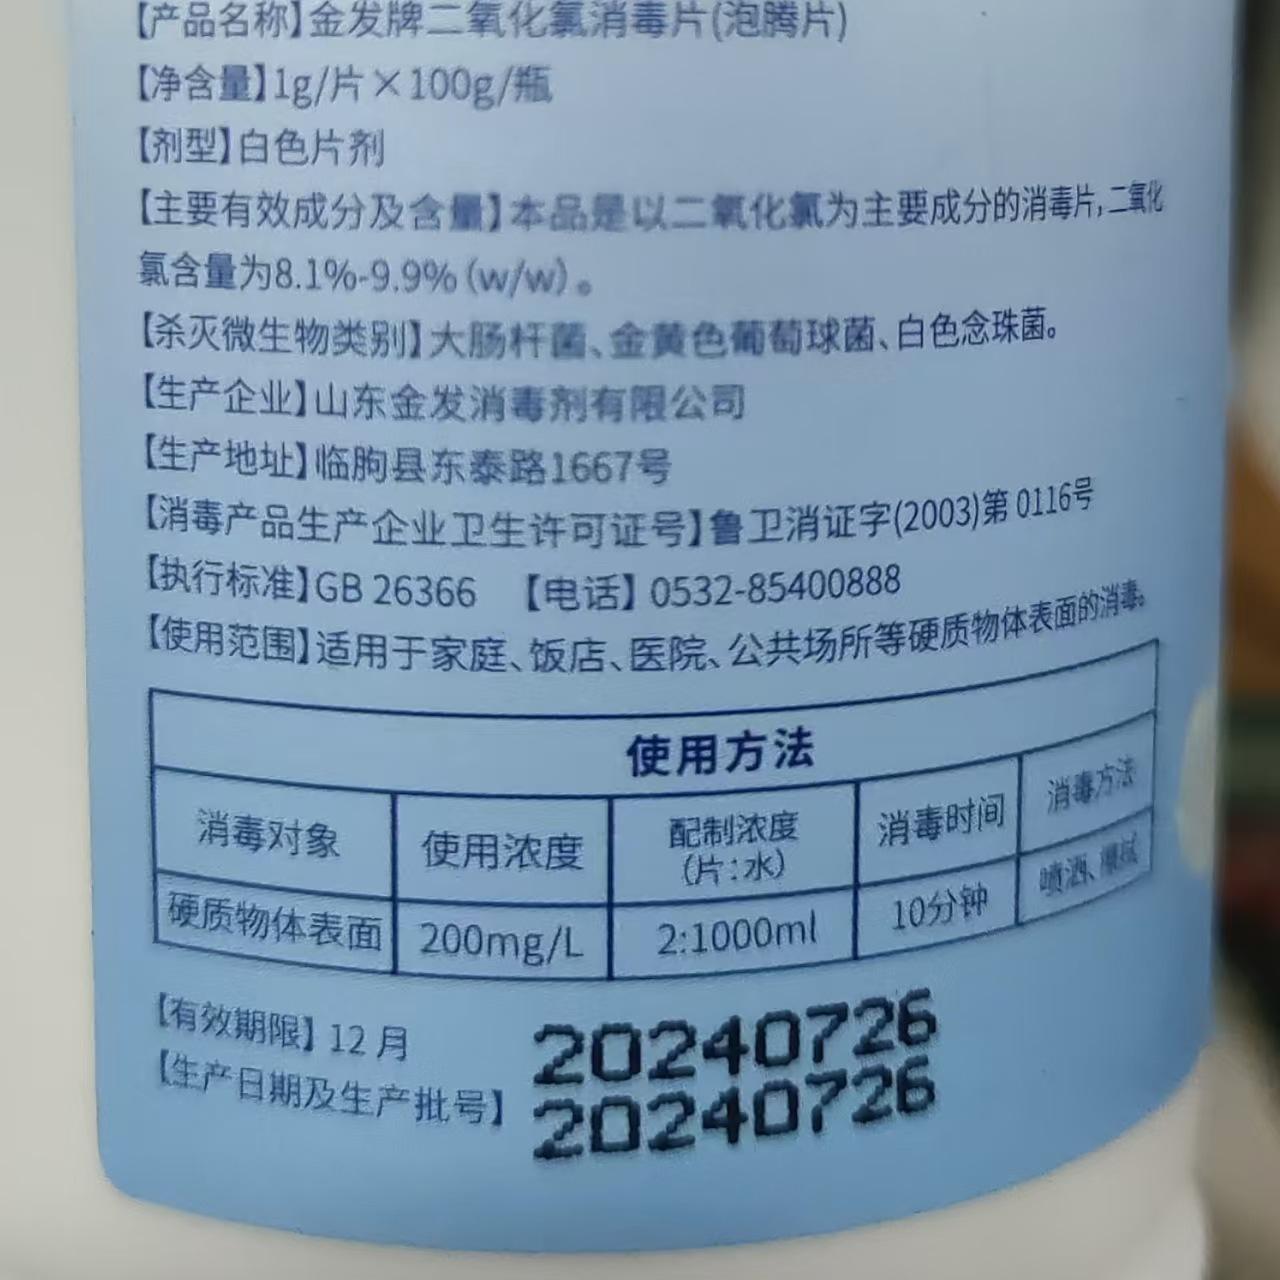 【产品名称】金发牌二氧化氯消毒片(泡腾片)
【净含量】1g/片×100g/瓶
【剂型】白色片剂
【主要有效成分及含量】本品是以二氧化氯为主要成分的消毒片,二氧化
氯含量为8.1%-9.9%(w/w)。
【杀灭微生物类别】大肠杆菌、金黄色葡萄球菌、白色念珠菌。
【生产企业】山东金发消毒剂有限公司
【生产地址】临朐县东泰路1667号
【消毒产品生产企业卫生许可证号】鲁卫消证字(2003)第 0116号
【执行标准】GB 26366 【电话】0532-85400888
【使用范围】适用于家庭、饭店、医院、公共场所等硬质物体表面的消毒。
使用方法
消毒对象 使用浓度 配制浓度(片:水) 消毒时间 消毒方法
硬质物体表面 200mg/L 2:1000ml 10分钟 喷洒、擦拭
【有效期限】12 月
【生产日期及生产批号】
20240726
20240726